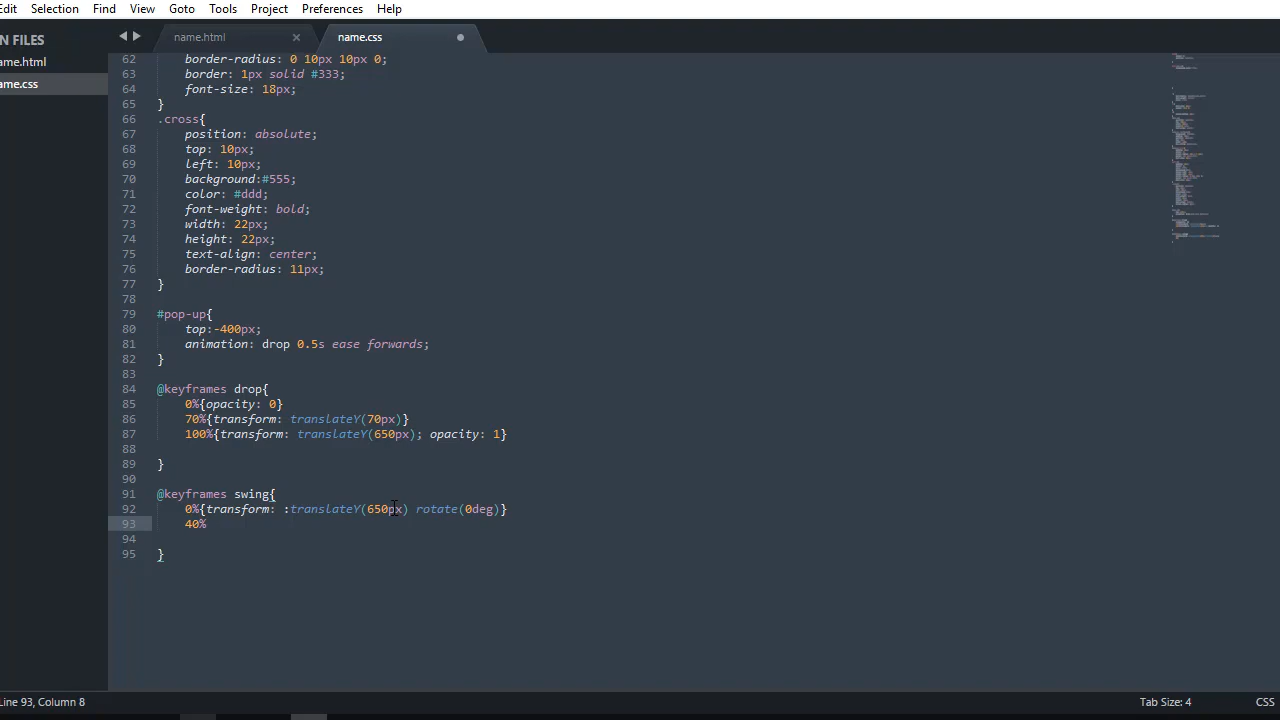 Edit Selection Find View Goto Tools Project Preferences Help
N FILES
ame.html
ame.css
name.html × name.css
62 border-radius: 0 10px 10px 0;
63 border: 1px solid #333;
64 font-size: 18px;
65 }
66 .cross{
67 position: absolute;
68 top: 10px;
69 left: 10px;
70 background:#555;
71 color: #ddd;
72 font-weight: bold;
73 width: 22px;
74 height: 22px;
75 text-align: center;
76 border-radius: 11px;
77 }
78
79 #pop-up{
80 top:-400px;
81 animation: drop 0.5s ease forwards;
82 }
83
84 @keyframes drop{
85 0%{opacity: 0}
86 70%{transform: translateY(70px)}
87 100%{transform: translateY(650px); opacity: 1}
88
89 }
90
91 @keyframes swing{
92 0%{transform: :translateY(650px) rotate(0deg)}
93 40%
94
95 }
Line 93, Column 8 Tab Size: 4 CSS